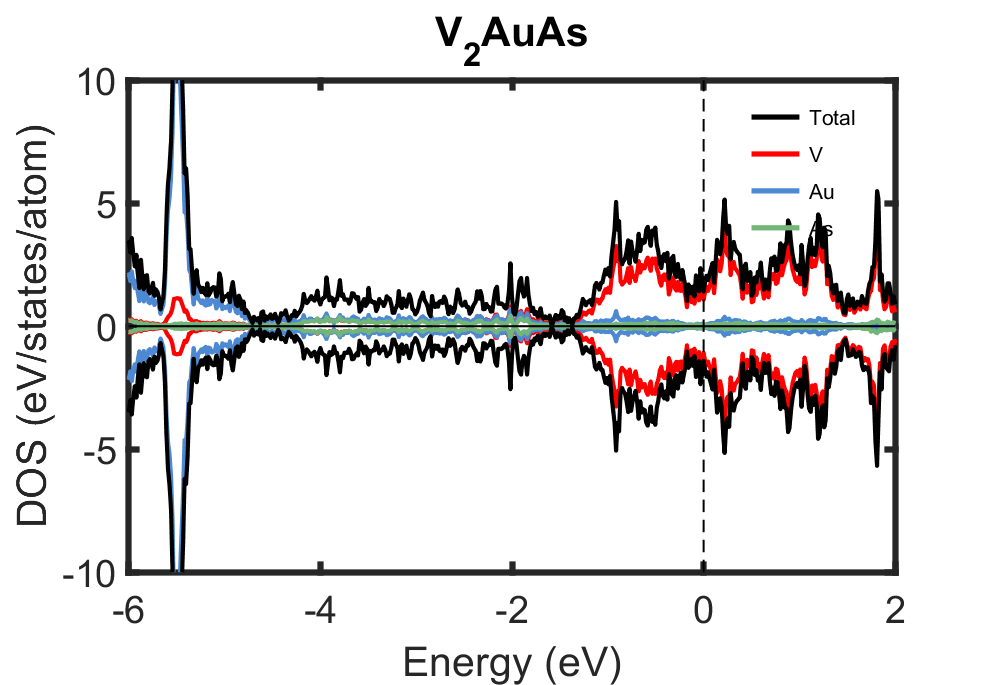 V₂AuAs
DOS (eV/states/atom)
10
5
0
-5
-10
Total
V
Au
As
-6
-4
-2
0
2
Energy (eV)